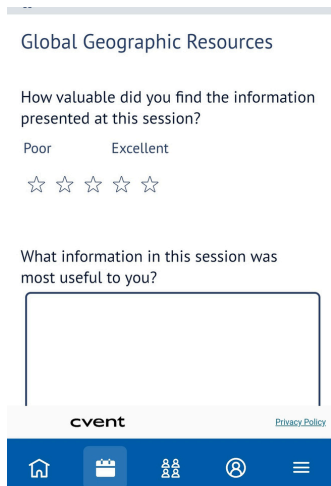 Global Geographic Resources
How valuable did you find the information
presented at this session?
Poor Excellent
What information in this session was
most useful to you?
cvent Privacy Policy